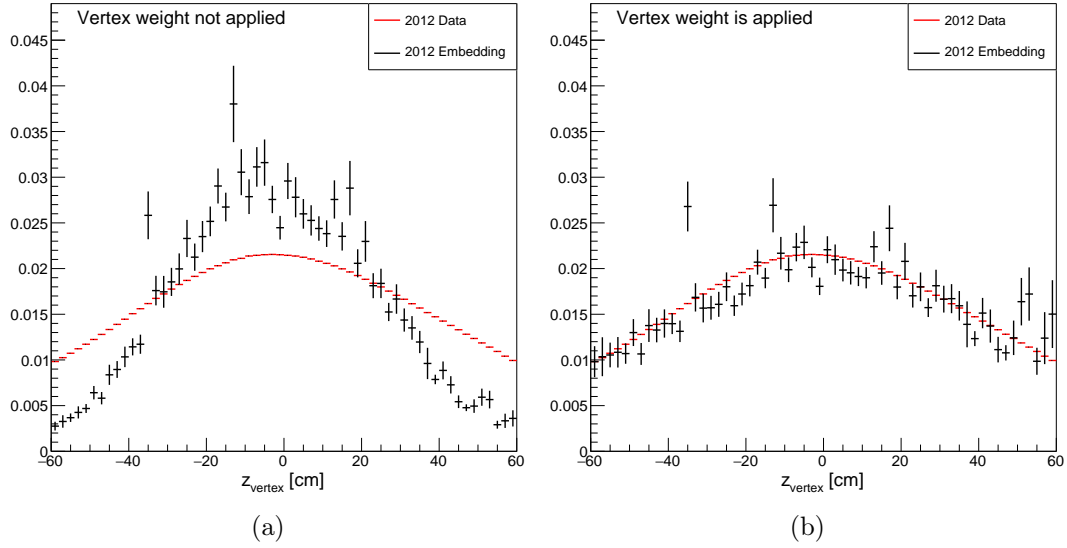 Vertex weight not applied
2012 Data
2012 Embedding
0.045
0.04
0.035
0.03
0.025
0.02
0.015
0.01
0.005
0
−60 −40 −20 0 20 40 60
z_vertex [cm]
(a)
Vertex weight is applied
2012 Data
2012 Embedding
0.045
0.04
0.035
0.03
0.025
0.02
0.015
0.01
0.005
0
−60 −40 −20 0 20 40 60
z_vertex [cm]
(b)